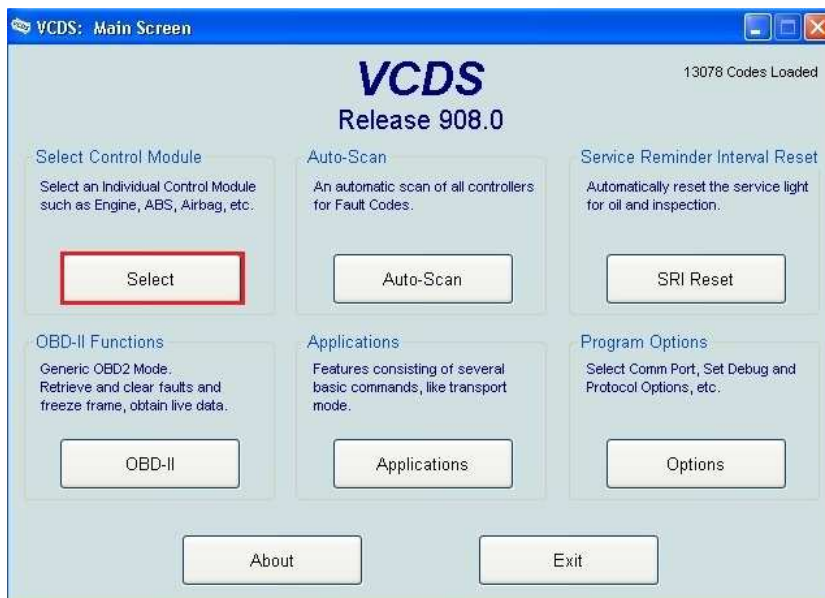 VCDS: Main Screen
VCDS
Release 908.0
13078 Codes Loaded
Select Control Module
Select an Individual Control Module
such as Engine, ABS, Airbag, etc.
Select
Auto-Scan
An automatic scan of all controllers
for Fault Codes.
Auto-Scan
Service Reminder Interval Reset
Automatically reset the service light
for oil and inspection.
SRI Reset
OBD-II Functions
Generic OBD2 Mode.
Retrieve and clear faults and
freeze frame, obtain live data.
OBD-II
Applications
Features consisting of several
basic commands, like transport
mode.
Applications
Program Options
Select Comm Port, Set Debug and
Protocol Options, etc.
Options
About
Exit